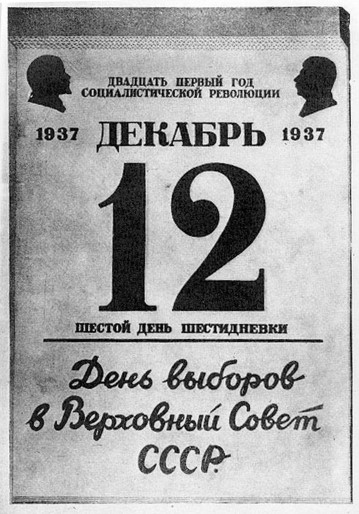 ДВАДЦАТЬ ПЕРВЫЙ ГОД
СОЦИАЛИСТИЧЕСКОЙ РЕВОЛЮЦИИ
1937 ДЕКАБРЬ 1937
12
ШЕСТОЙ ДЕНЬ ШЕСТИДНЕВКИ
День выборов
в Верховный Совет
СССР.